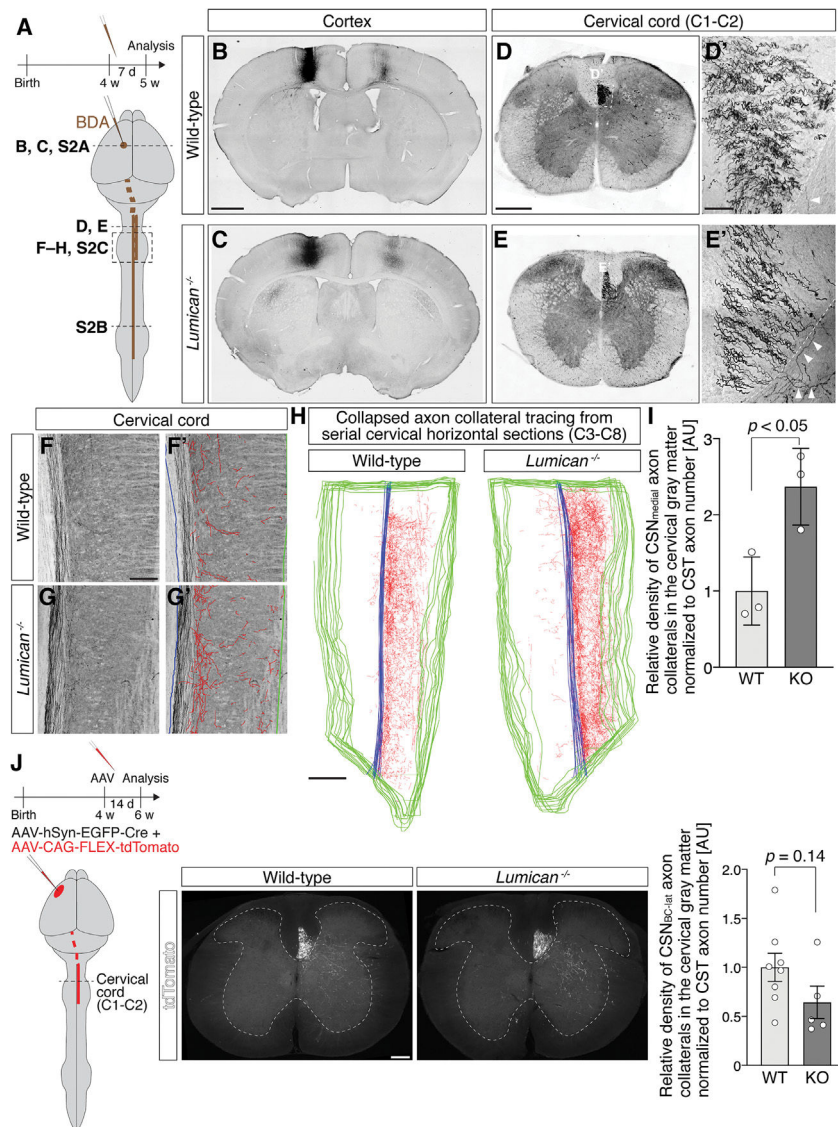 A
Analysis
7 d
Birth
4 w
5 w
BDA
B, C, S2A
D, E
F–H, S2C
S2B
Cortex
Cervical cord (C1-C2)
Wild-type
B
D
D'
D'
Lumican-/-
C
E
E'
Cervical cord
Wild-type
F
F'
Lumican-/-
G
G'
H
Collapsed axon collateral tracing from
serial cervical horizontal sections (C3-C8)
Wild-type
Lumican-/-
I
p < 0.05
Relative density of CSNmedial axon
collaterals in the cervical gray matter
normalized to CST axon number [AU]
3
2
1
0
WT
KO
J
AAV
Analysis
14 d
Birth
4 w
6 w
AAV-hSyn-EGFP-Cre +
AAV-CAG-FLEX-tdTomato
Cervical
cord
(C1-C2)
Wild-type
Lumican-/-
tdTomato
p = 0.14
Relative density of CSNBC-lat axon
collaterals in the cervical gray matter
normalized to CST axon number [AU]
2.0
1.5
1.0
0.5
0
WT
KO